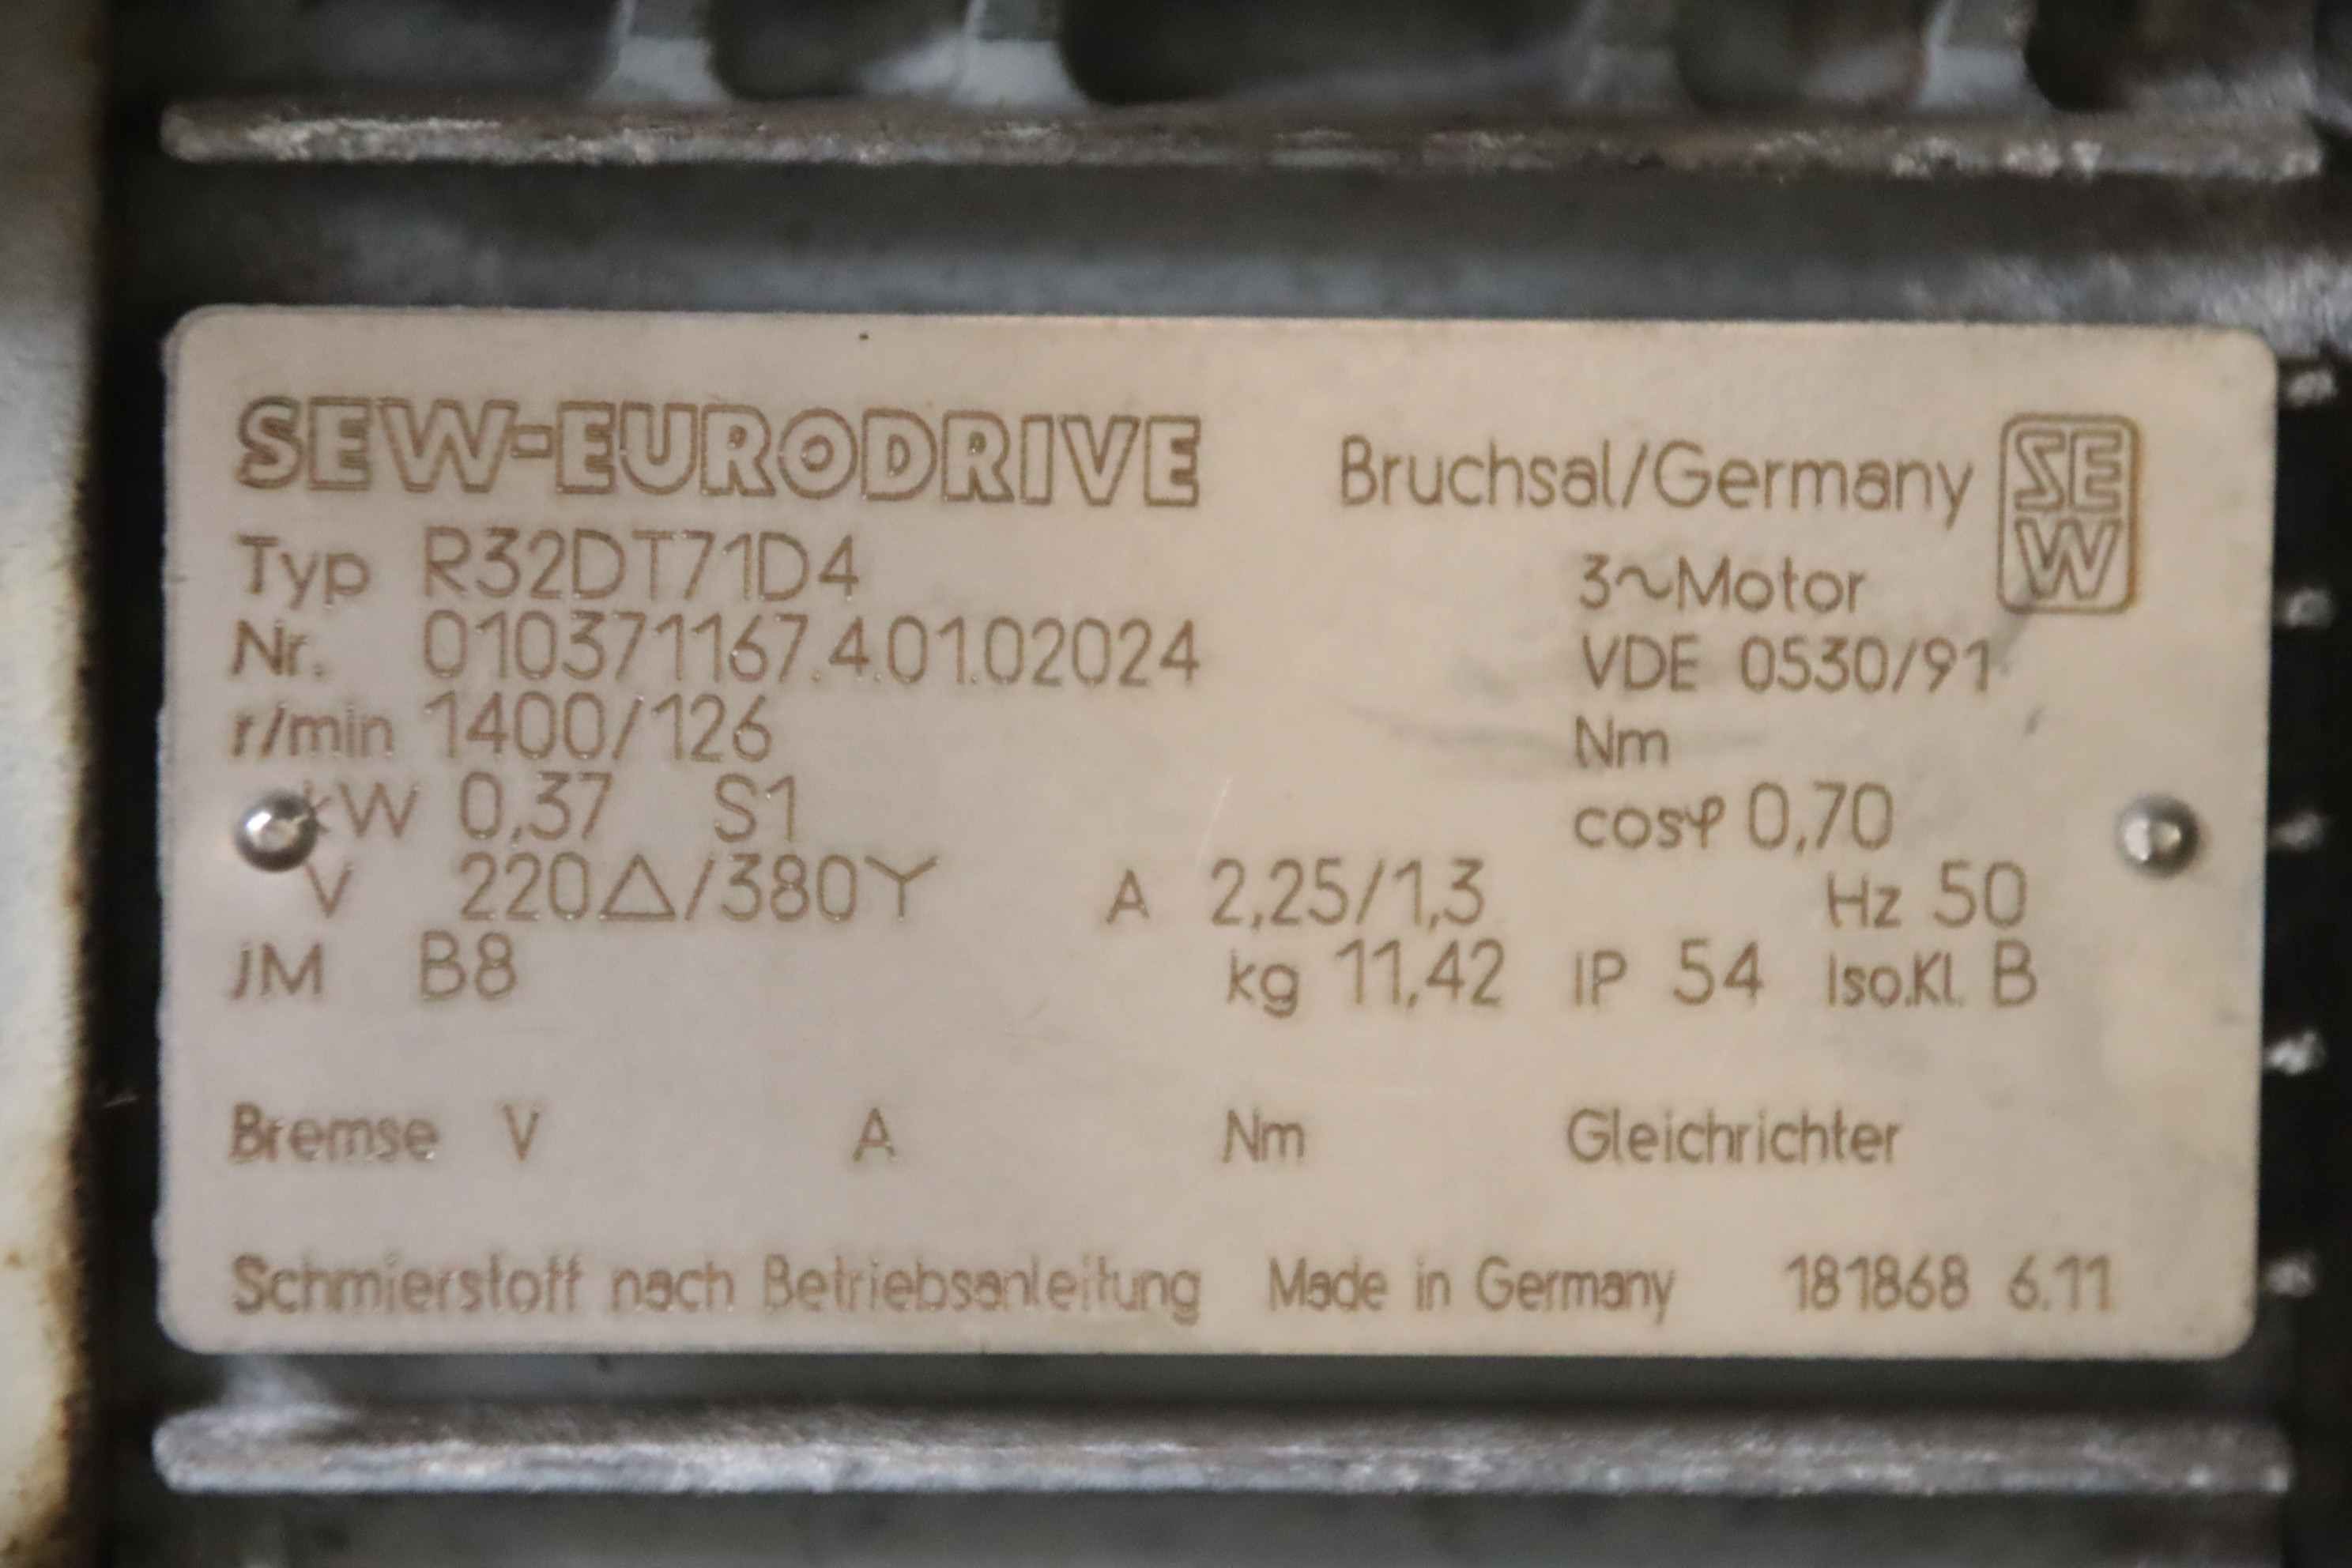 SEW-EURODRIVE Bruchsal/Germany SEW
Typ R32DT71D4 3~Motor
Nr. 010371167.4.01.02024 VDE 0530/91
r/min 1400/126 Nm
kW 0,37 S1 cosφ 0,70
V 220△/380Y A 2,25/1,3 Hz 50
IM B8 kg 11,42 IP 54 Iso.Kl. B
Bremse V A Nm Gleichrichter
Schmierstoff nach Betriebsanleitung Made in Germany 181868 6.11